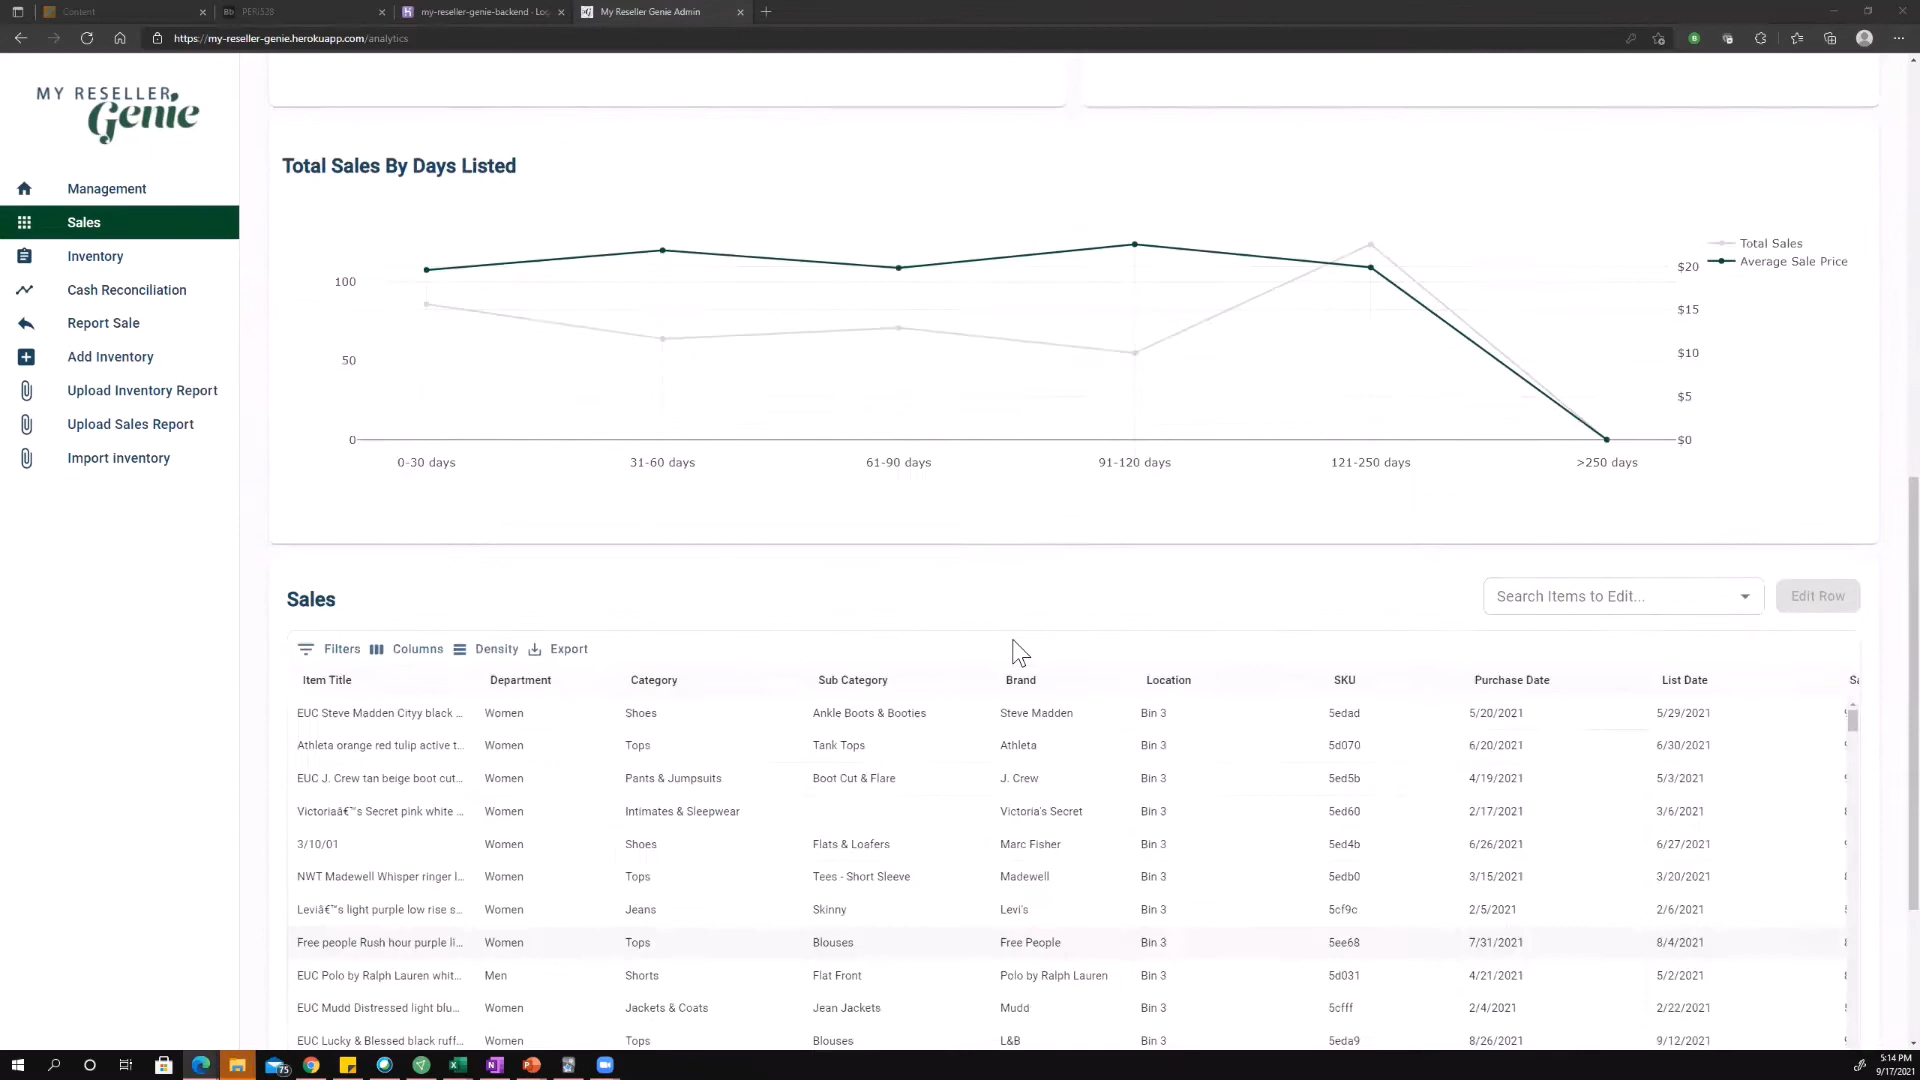 Content
PERI528
my-reseller-genie-backend - Lo
My Reseller Genie Admin
https://my-reseller-genie.herokuapp.com/analytics
MY RESELLER
Genie
Management
Sales
Inventory
Cash Reconciliation
Report Sale
Add Inventory
Upload Inventory Report
Upload Sales Report
Import inventory
Total Sales By Days Listed
Total Sales
Average Sale Price
100
50
0
$20
$15
$10
$5
$0
0-30 days 31-60 days 61-90 days 91-120 days 121-250 days >250 days
Sales
Search Items to Edit...
Edit Row
Filters Columns Density Export
Item Title Department Category Sub Category Brand Location SKU Purchase Date List Date Sa
EUC Steve Madden Cityy black ... Women Shoes Ankle Boots & Booties Steve Madden Bin 3 5edad 5/20/2021 5/29/2021
Athleta orange red tulip active t... Women Tops Tank Tops Athleta Bin 3 5d070 6/20/2021 6/30/2021
EUC J. Crew tan beige boot cut... Women Pants & Jumpsuits Boot Cut & Flare J. Crew Bin 3 5ed5b 4/19/2021 5/3/2021
Victoriaâ€™s Secret pink white ... Women Intimates & Sleepwear Victoria's Secret Bin 3 5ed60 2/17/2021 3/6/2021
3/10/01 Women Shoes Flats & Loafers Marc Fisher Bin 3 5ed4b 6/26/2021 6/27/2021
NWT Madewell Whisper ringer l... Women Tops Tees - Short Sleeve Madewell Bin 3 5edb0 3/15/2021 3/20/2021
Leviâ€™s light purple low rise s... Women Jeans Skinny Levi's Bin 3 5cf9c 2/5/2021 2/6/2021
Free people Rush hour purple li... Women Tops Blouses Free People Bin 3 5ee68 7/31/2021 8/4/2021
EUC Polo by Ralph Lauren whit... Men Shorts Flat Front Polo by Ralph Lauren Bin 3 5d031 4/21/2021 5/2/2021
EUC Mudd Distressed light blu... Women Jackets & Coats Jean Jackets Mudd Bin 3 5cfff 2/4/2021 2/22/2021
EUC Lucky & Blessed black ruff... Women Tops Blouses L&B Bin 3 5eda9 8/26/2021 9/12/2021
75
5:14 PM
9/17/2021